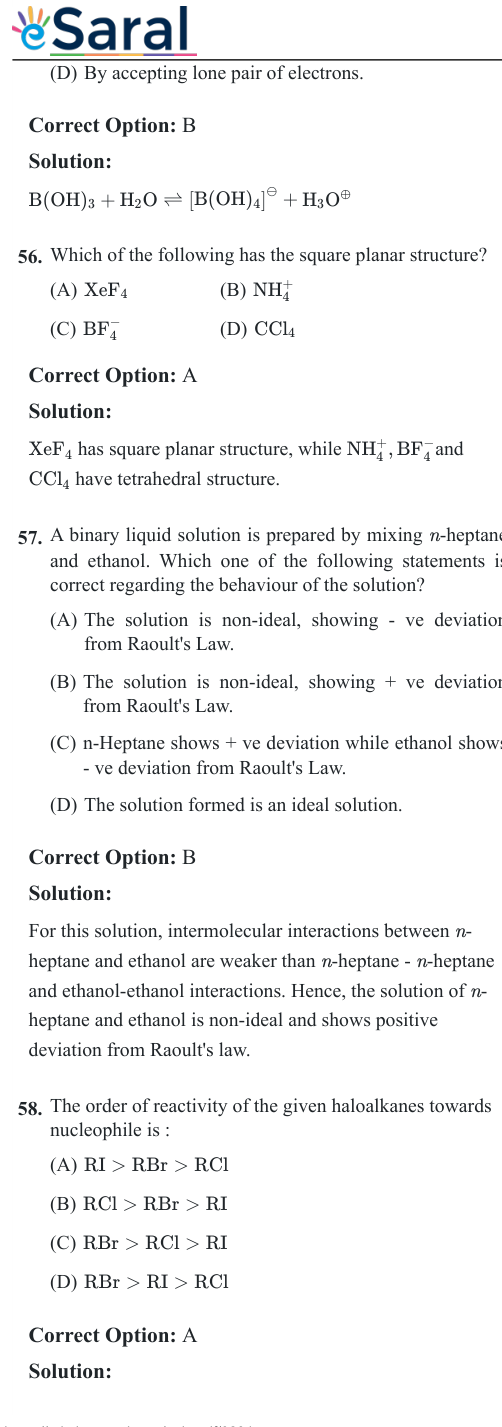 eSaral
(D) By accepting lone pair of electrons.
Correct Option: B
Solution:
B(OH)₃ + H₂O ⇌ [B(OH)₄]⊖ + H₃O⊕
56. Which of the following has the square planar structure?
(A) XeF₄ (B) NH₄⁺
(C) BF₄⁻ (D) CCl₄
Correct Option: A
Solution:
XeF₄ has square planar structure, while NH₄⁺, BF₄⁻ and
CCl₄ have tetrahedral structure.
57. A binary liquid solution is prepared by mixing n-heptane
and ethanol. Which one of the following statements is
correct regarding the behaviour of the solution?
(A) The solution is non-ideal, showing - ve deviation
from Raoult's Law.
(B) The solution is non-ideal, showing + ve deviation
from Raoult's Law.
(C) n-Heptane shows + ve deviation while ethanol shows
- ve deviation from Raoult's Law.
(D) The solution formed is an ideal solution.
Correct Option: B
Solution:
For this solution, intermolecular interactions between n-
heptane and ethanol are weaker than n-heptane - n-heptane
and ethanol-ethanol interactions. Hence, the solution of n-
heptane and ethanol is non-ideal and shows positive
deviation from Raoult's law.
58. The order of reactivity of the given haloalkanes towards
nucleophile is :
(A) RI > RBr > RCl
(B) RCl > RBr > RI
(C) RBr > RCl > RI
(D) RBr > RI > RCl
Correct Option: A
Solution: